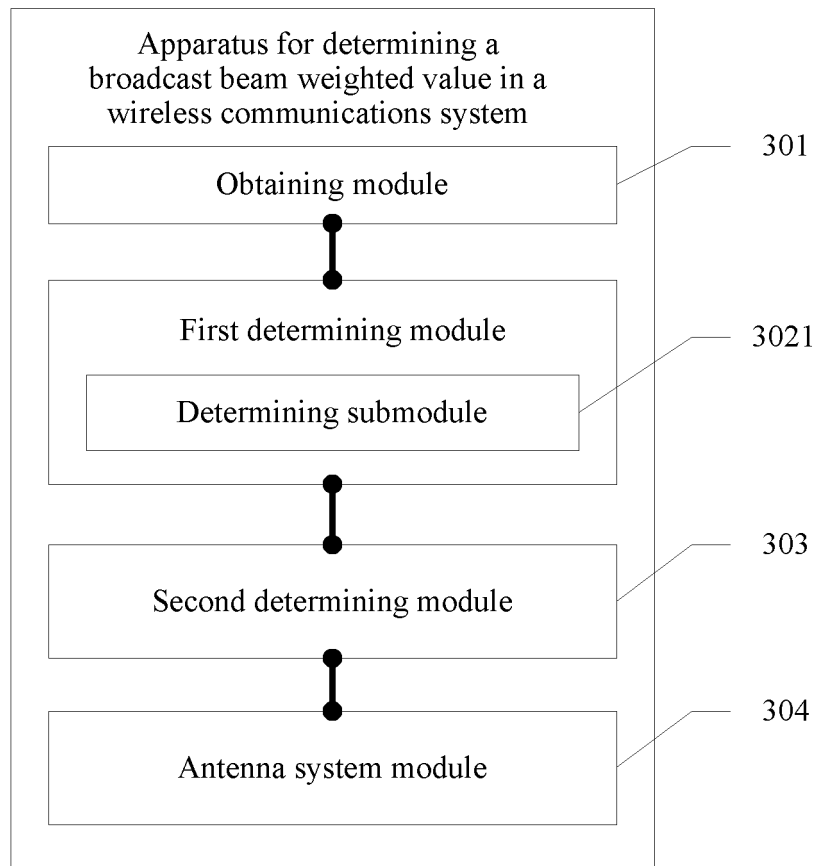 Apparatus for determining a
broadcast beam weighted value in a
wireless communications system
301
Obtaining module
First determining module
3021
Determining submodule
303
Second determining module
304
Antenna system module